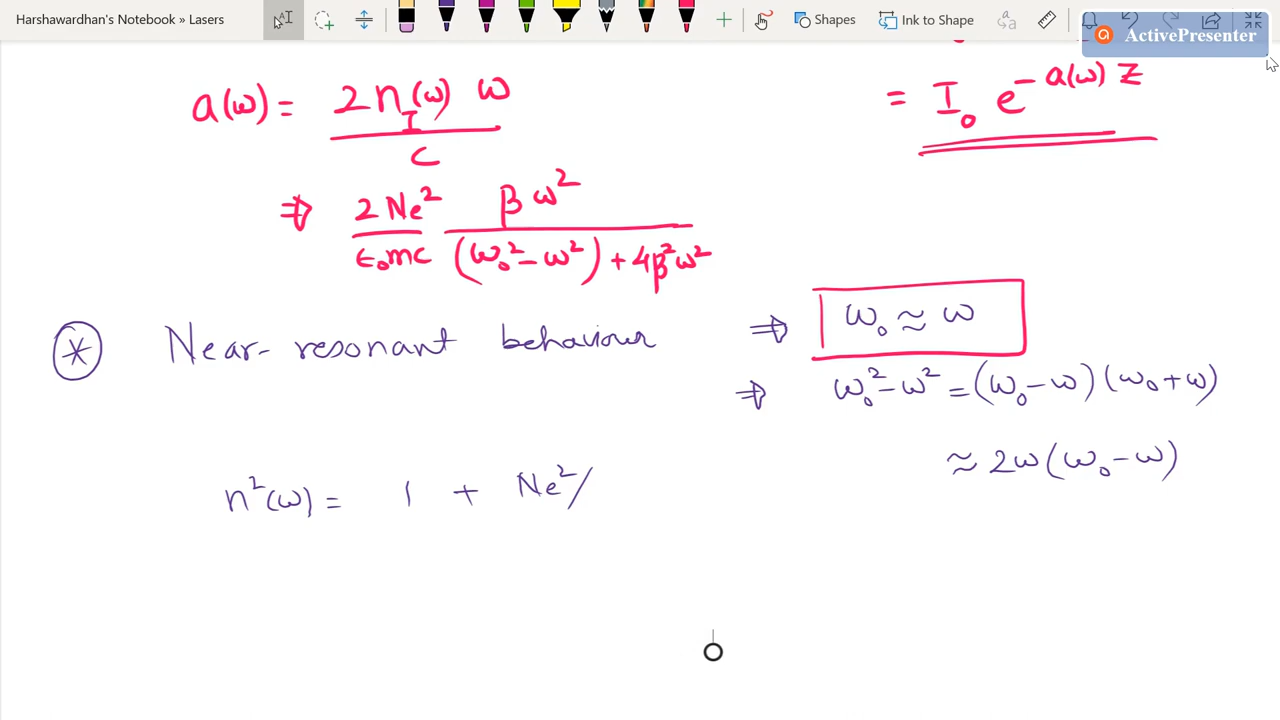 Harshawardhan's Notebook » Lasers
Shapes
Ink to Shape
ActivePresenter
a(ω) = 2n_I(ω) ω / c
= I₀ e^{-a(ω) z}
⇒ 2Ne² / ϵ₀mc βω² / (ω₀² - ω²) + 4β²ω²
* Near-resonant behaviour ⇒ ω₀ ≈ ω
⇒ ω₀² - ω² = (ω₀ - ω)(ω₀ + ω)
≈ 2ω(ω₀ - ω)
n²(ω) = 1 + Ne²/